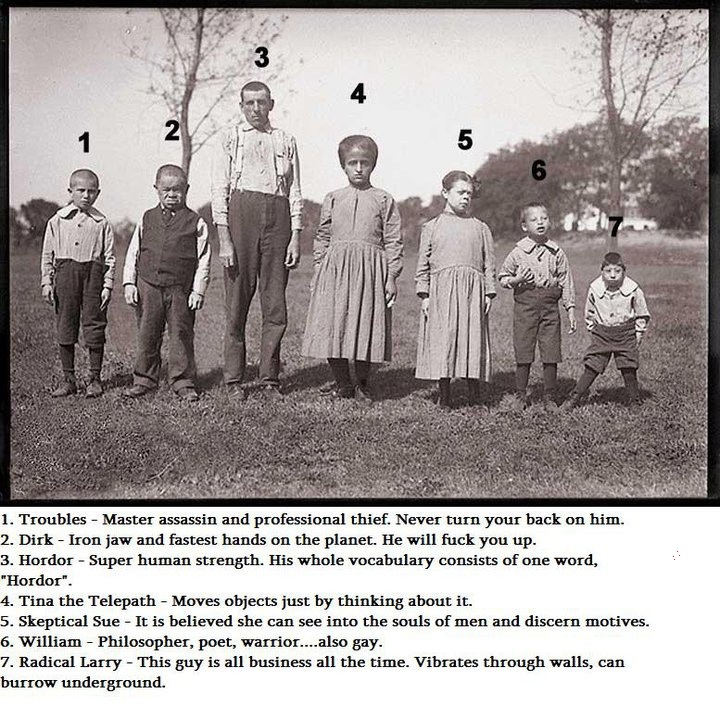 1
2
3
4
5
6
7
1. Troubles - Master assassin and professional thief. Never turn your back on him.
2. Dirk - Iron jaw and fastest hands on the planet. He will fuck you up.
3. Hordor - Super human strength. His whole vocabulary consists of one word,
"Hordor".
4. Tina the Telepath - Moves objects just by thinking about it.
5. Skeptical Sue - It is believed she can see into the souls of men and discern motives.
6. William - Philosopher, poet, warrior....also gay.
7. Radical Larry - This guy is all business all the time. Vibrates through walls, can
burrow underground.